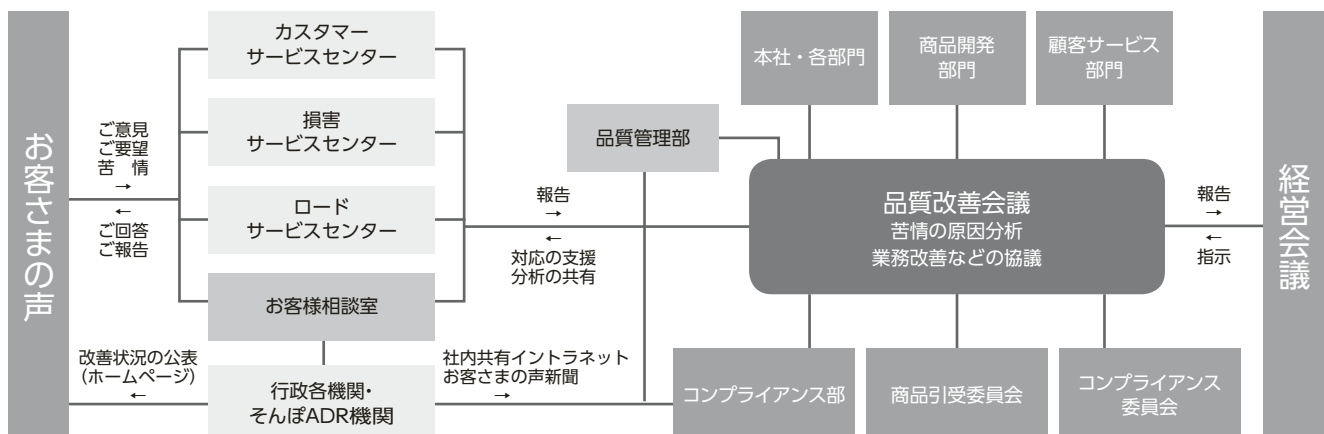 お客さまの声
ご意見
ご要望
苦　情
→
←
ご回答
ご報告
カスタマー
サービスセンター
損害
サービスセンター
ロード
サービスセンター
お客様相談室
行政各機関・
そんぽADR機関
改善状況の公表
（ホームページ）
←
社内共有イントラネット
お客さまの声新聞
→
報告
→
←
対応の支援
分析の共有
品質管理部
本社・各部門
商品開発
部門
顧客サービス
部門
品質改善会議
苦情の原因分析
業務改善などの協議
コンプライアンス部
商品引受委員会
コンプライアンス
委員会
報告
→
←
指示
経営会議